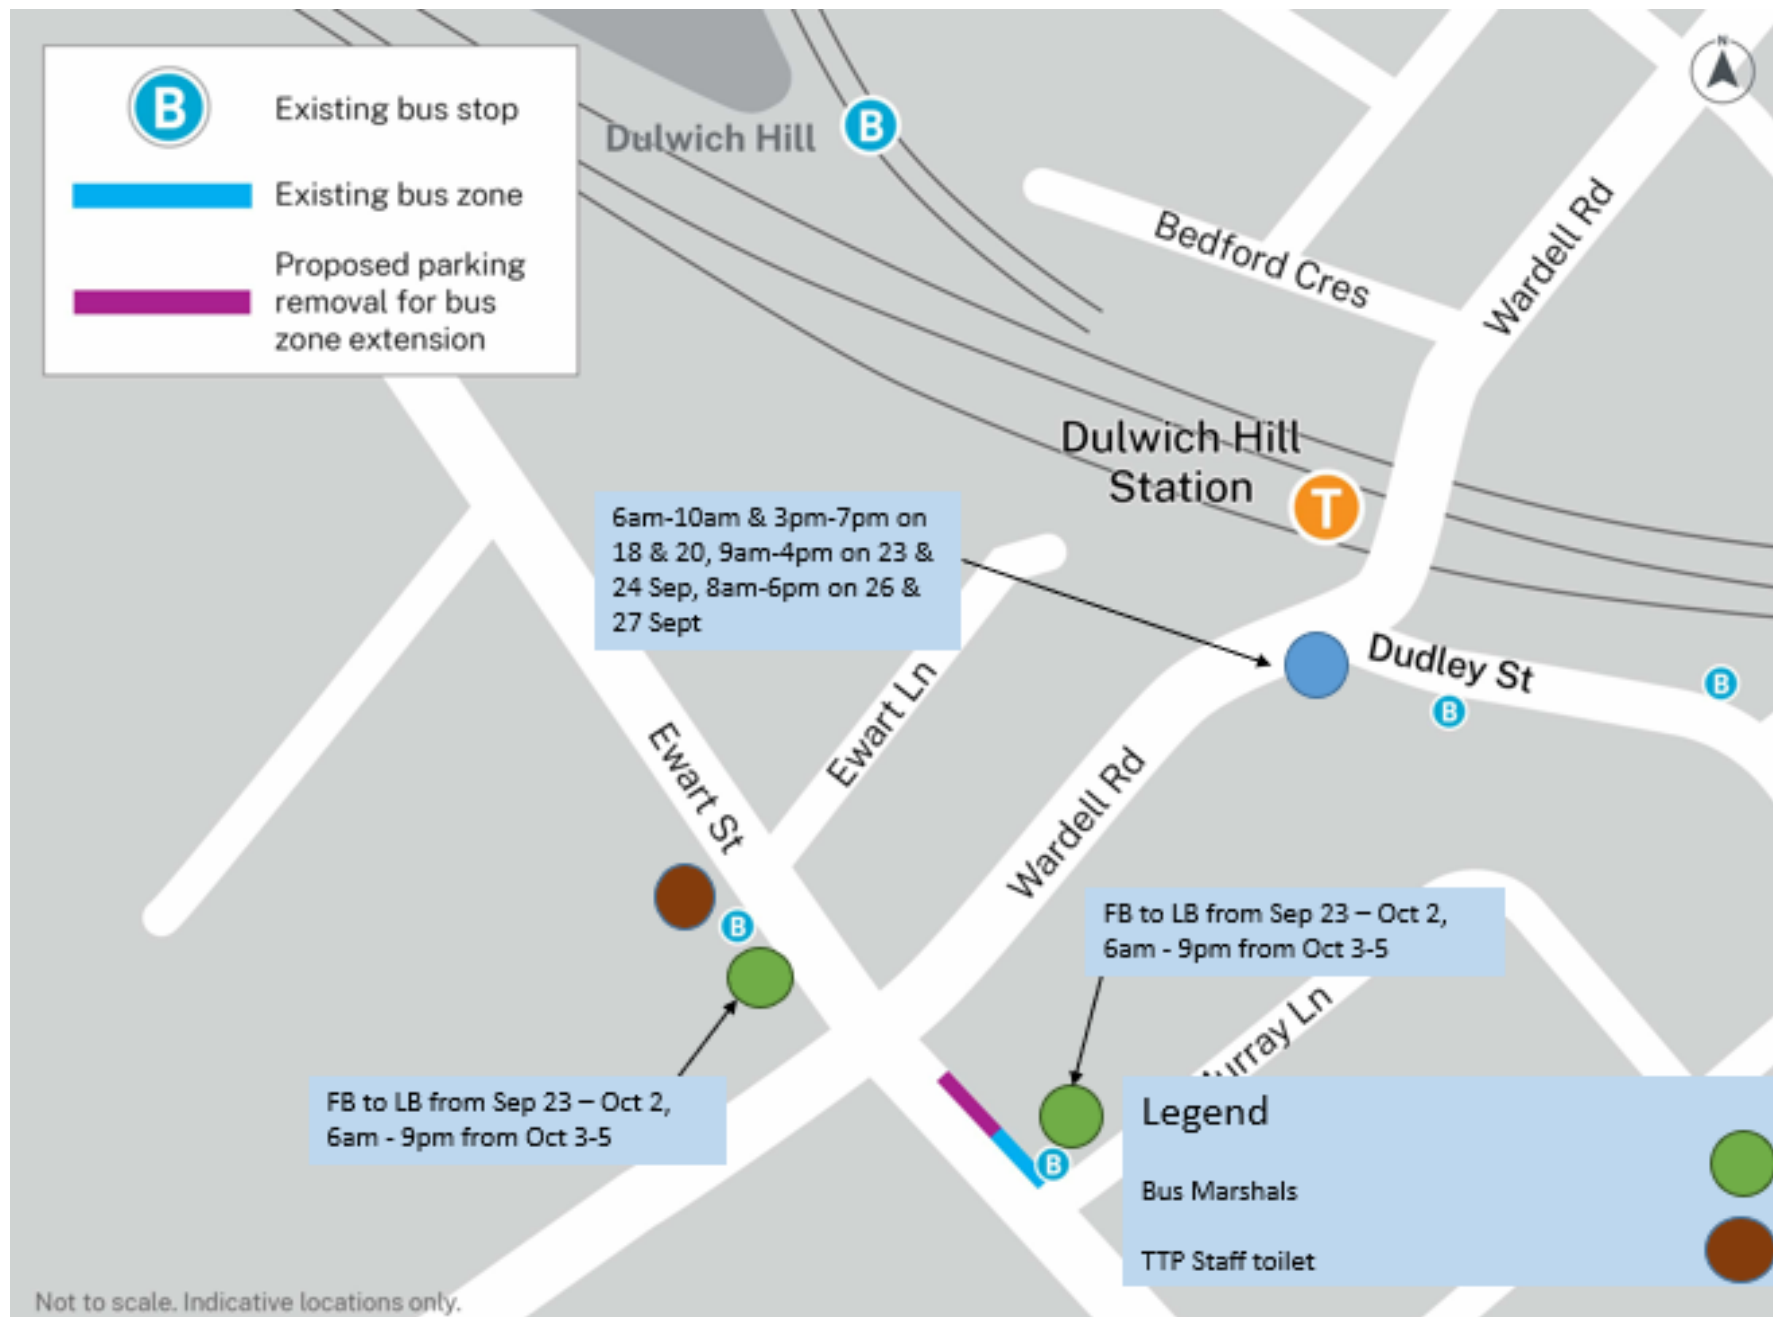 N
B
Existing bus stop
Existing bus zone
Proposed parking
removal for bus
zone extension
Dulwich Hill
B
Bedford Cres
Wardell Rd
Dulwich Hill
Station
T
6am-10am & 3pm-7pm on
18 & 20, 9am-4pm on 23 &
24 Sep, 8am-6pm on 26 &
27 Sept
Dudley St
B
B
Ewart Ln
Ewart St
Wardell Rd
B
FB to LB from Sep 23 – Oct 2,
6am - 9pm from Oct 3-5
FB to LB from Sep 23 – Oct 2,
6am - 9pm from Oct 3-5
B
Ln
Legend
Bus Marshals
TTP Staff toilet
Not to scale. Indicative locations only.